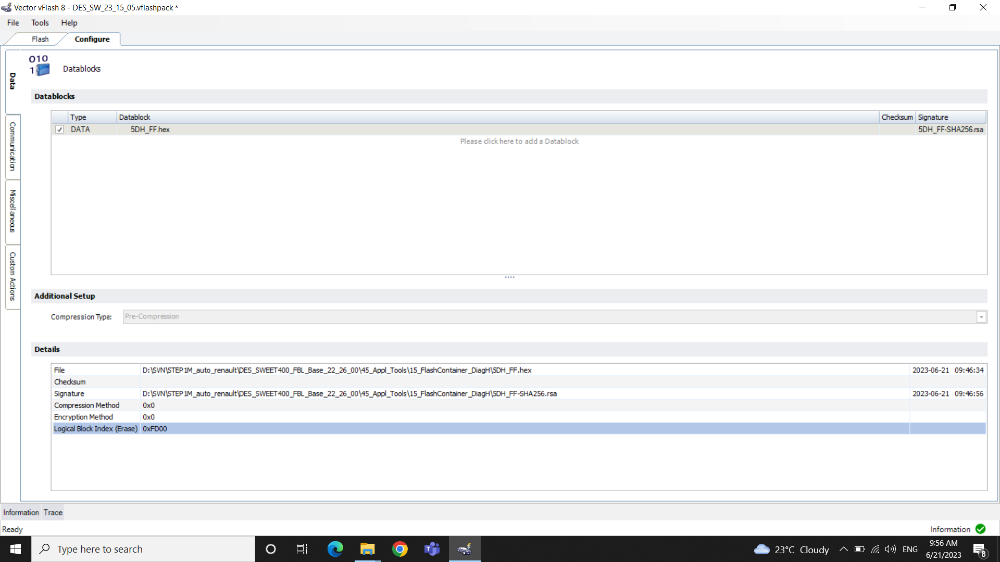 Vector vFlash 8 - DES_SW_23_15_05.vflashpack *
File Tools Help
Flash Configure
Data
Communication
Miscellaneous
Custom Actions
010
1
Datablocks
Datablocks
Type Datablock Checksum Signature
DATA 5DH_FF.hex 5DH_FF-SHA256.rsa
Please click here to add a Datablock
Additional Setup
Compression Type: Pre-Compression
Details
File D:\SVN\STEP1M_auto_renault\DES_SWEET400_FBL_Base_22_26_00\45_Appl_Tools\15_FlashContainer_DiagH\5DH_FF.hex 2023-06-21 09:46:34
Checksum
Signature D:\SVN\STEP1M_auto_renault\DES_SWEET400_FBL_Base_22_26_00\45_Appl_Tools\15_FlashContainer_DiagH\5DH_FF-SHA256.rsa 2023-06-21 09:46:56
Compression Method 0x0
Encryption Method 0x0
Logical Block Index (Erase) 0xFD00
Information Trace
Ready Information
Type here to search
23°C Cloudy
ENG
9:56 AM
6/21/2023
8